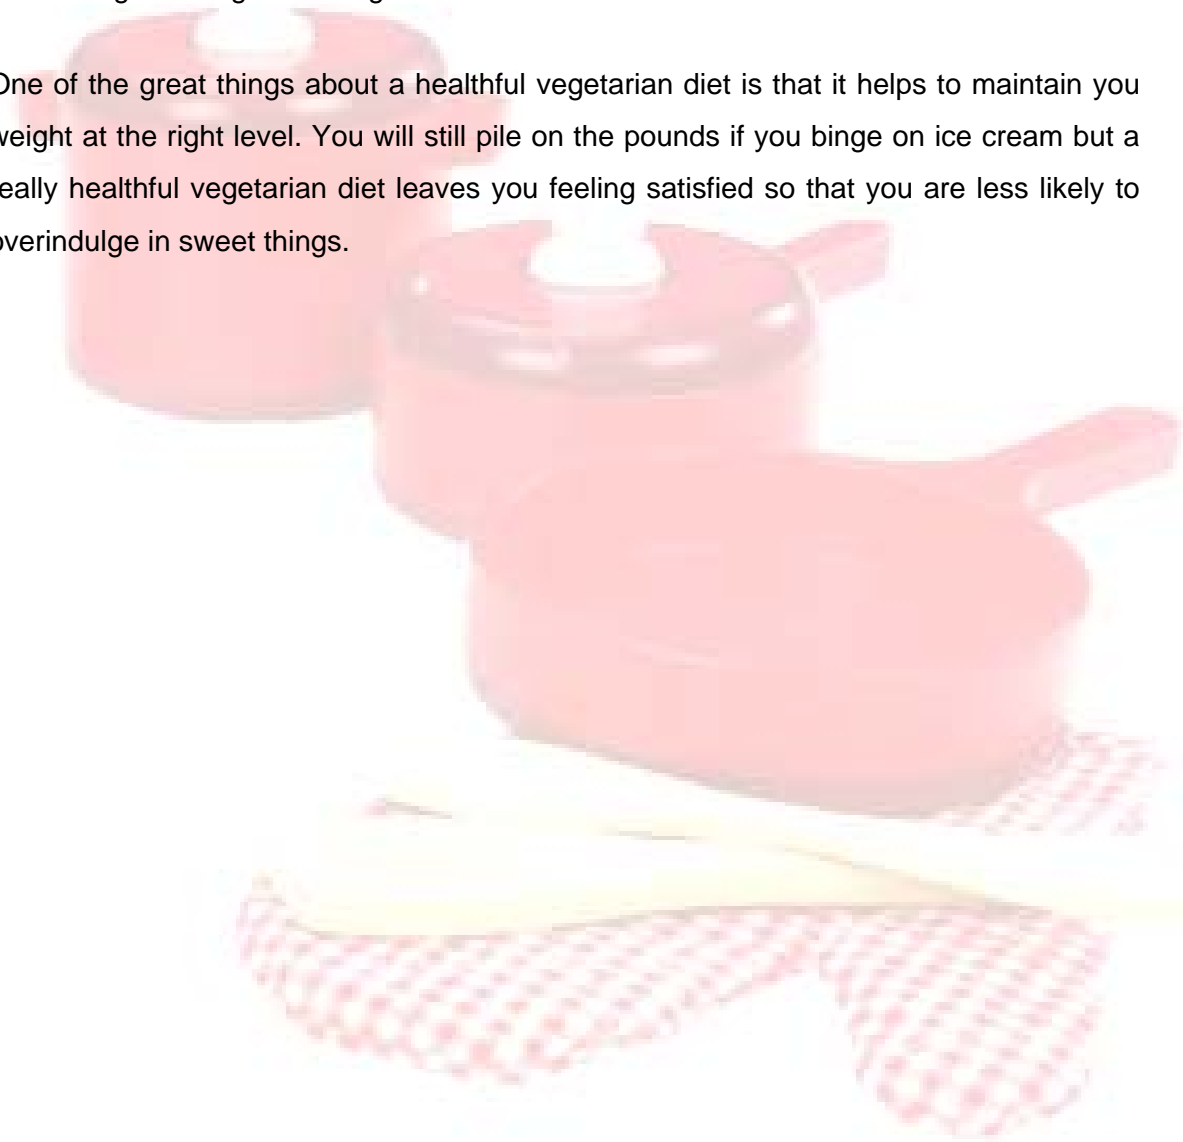 One of the great things about a healthful vegetarian diet is that it helps to maintain you
weight at the right level. You will still pile on the pounds if you binge on ice cream but a
really healthful vegetarian diet leaves you feeling satisfied so that you are less likely to
overindulge in sweet things.